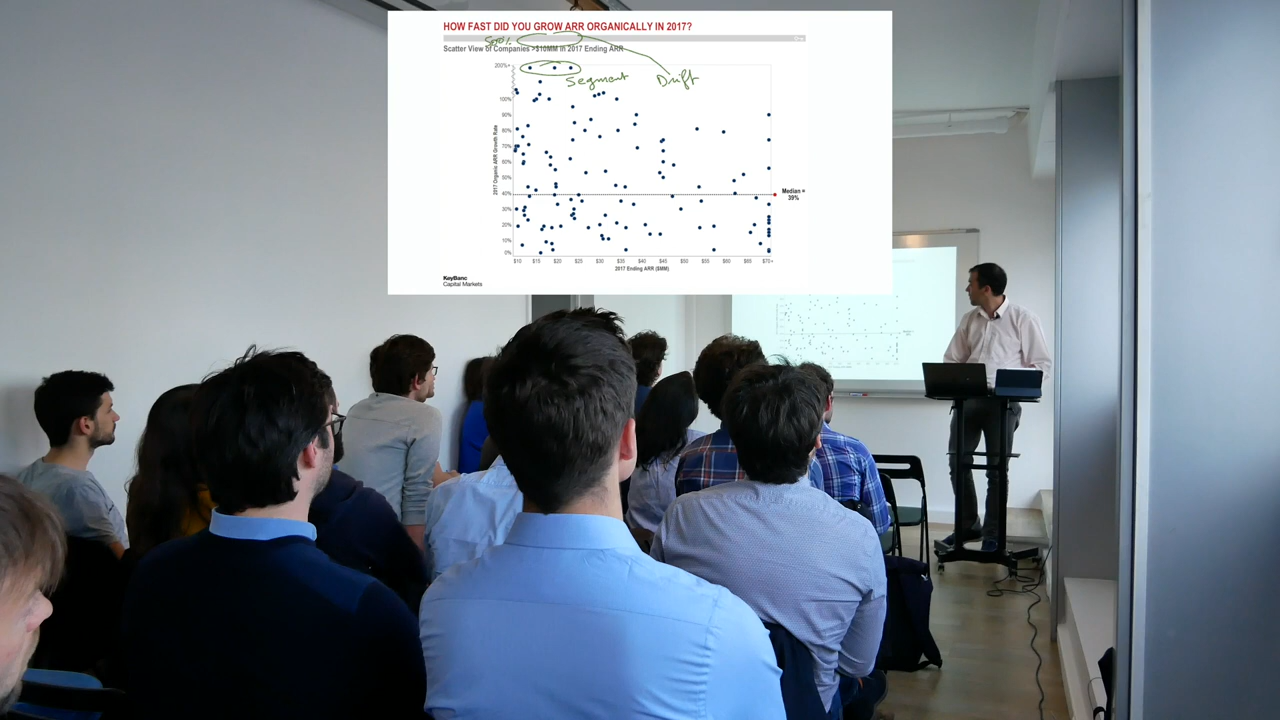 HOW FAST DID YOU GROW ARR ORGANICALLY IN 2017?
500%
Scatter View of Companies >$10MM in 2017 Ending ARR
Segment
Drift
200%+
100%
90%
80%
70%
60%
50%
40%
30%
20%
10%
0%
2017 Organic ARR Growth Rate
Median =
39%
$10 $15 $20 $25 $30 $35 $40 $45 $50 $55 $60 $65 $70+
2017 Ending ARR ($MM)
KeyBanc
Capital Markets